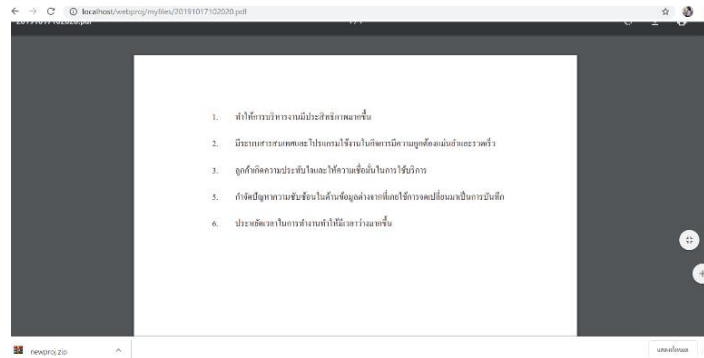 localhost/webproj/myfiles/20191017102020.pdf
20191017102020.pdf
1. ทำให้การบริหารงานมีประสิทธิภาพมากขึ้น
2. มีระบบสารสนเทศและโปรแกรมใช้งานในกิจการมีความถูกต้องแม่นยำและรวดเร็ว
3. ลูกค้าเกิดความประทับใจและให้ความเชื่อมั่นในการใช้บริการ
5. กำจัดปัญหาความซับซ้อนในด้านข้อมูลต่างจากที่เคยใช้การจดเปลี่ยนมาเป็นการบันทึก
6. ประหยัดเวลาในการทำงานทำให้มีเวลาว่างมากขึ้น
newproj.zip
แสดงทั้งหมด